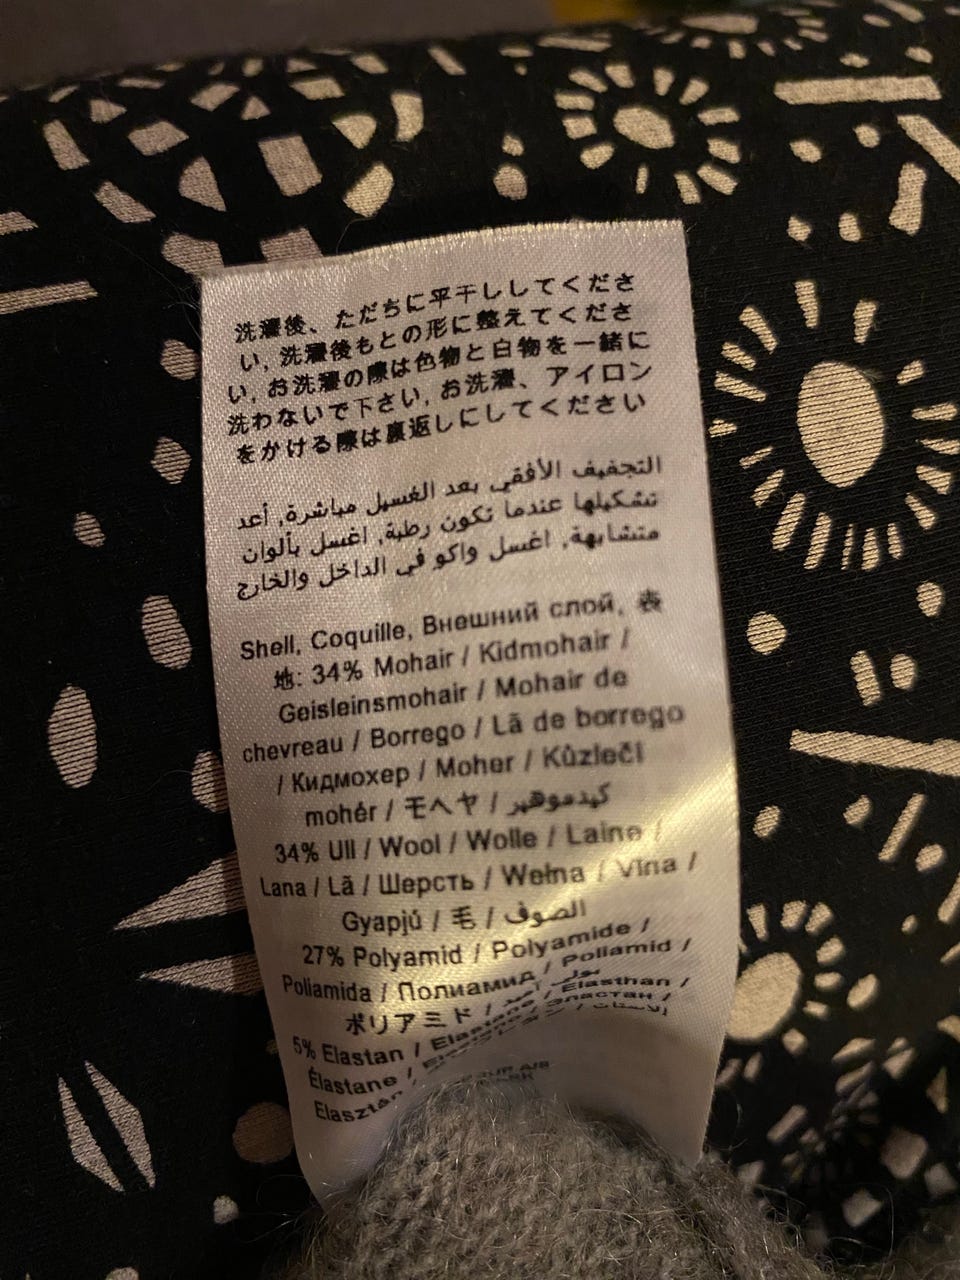 洗濯後、ただちに平干ししてくださ
い, 洗濯後もとの形に整えてくださ
い, お洗濯の際は色物と白物を一緒に
洗わないで下さい, お洗濯、アイロン
をかける際は裏返しにしてください
التجفيف الأفقي بعد الغسيل مباشرة, أعد
تشكيلها عندما تكون رطبة, اغسل بألوان
متشابهة, اغسل واكو في الداخل والخارج
Shell, Coquille, Внешний слой, 表
地: 34% Mohair / Kidmohair /
Geisleinsmohair / Mohair de
chevreau / Borrego / Lã de borrego
/ Кидмохер / Moher / Kůzlečí
mohér / モヘヤ / كيدموهير
34% Ull / Wool / Wolle / Laine /
Lana / Lã / Шерсть / Wełna / Vlna /
Gyapjú / 毛 / الصوف
27% Polyamid / Polyamide /
Poliamida / Полиамид / Poliamid /
ポリアミド /
5% Elastan / Elastane / Elasthan /
Élastane / Эластан /
Elasztán
A/S